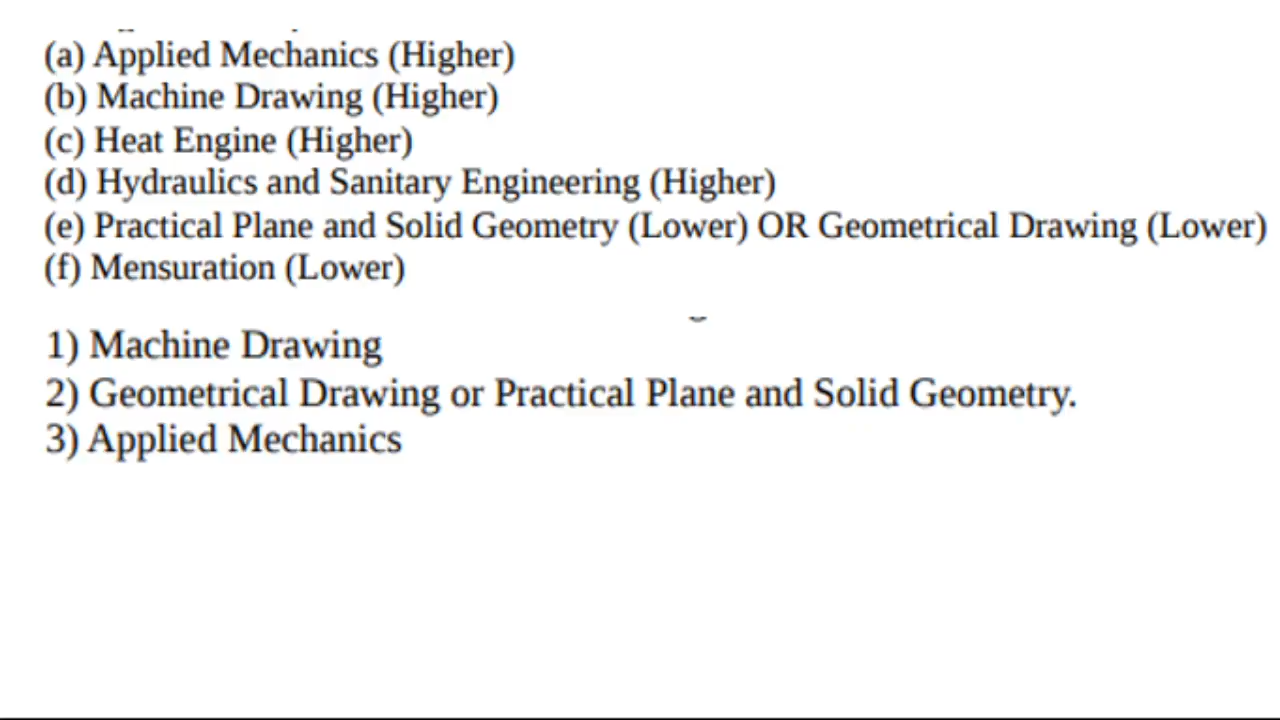 (a) Applied Mechanics (Higher)
(b) Machine Drawing (Higher)
(c) Heat Engine (Higher)
(d) Hydraulics and Sanitary Engineering (Higher)
(e) Practical Plane and Solid Geometry (Lower) OR Geometrical Drawing (Lower)
(f) Mensuration (Lower)
1) Machine Drawing
2) Geometrical Drawing or Practical Plane and Solid Geometry.
3) Applied Mechanics